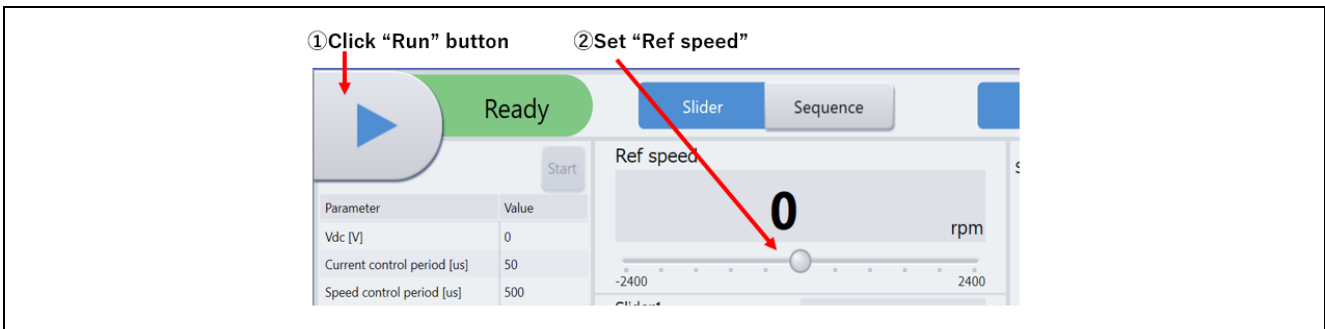 ①Click “Run” button
②Set “Ref speed”
Ready
Slider
Sequence
Start
Ref speed
0
rpm
-2400
2400
Parameter Value
Vdc [V] 0
Current control period [us] 50
Speed control period [us] 500